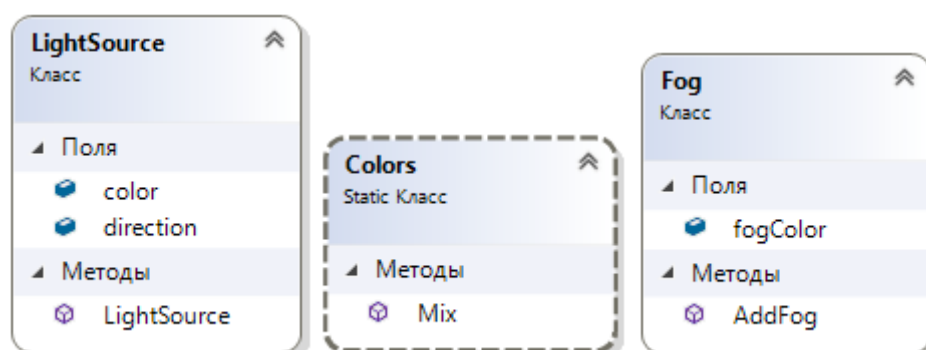 LightSource
Класс
Поля
color
direction
Методы
LightSource
Colors
Static Класс
Методы
Mix
Fog
Класс
Поля
fogColor
Методы
AddFog